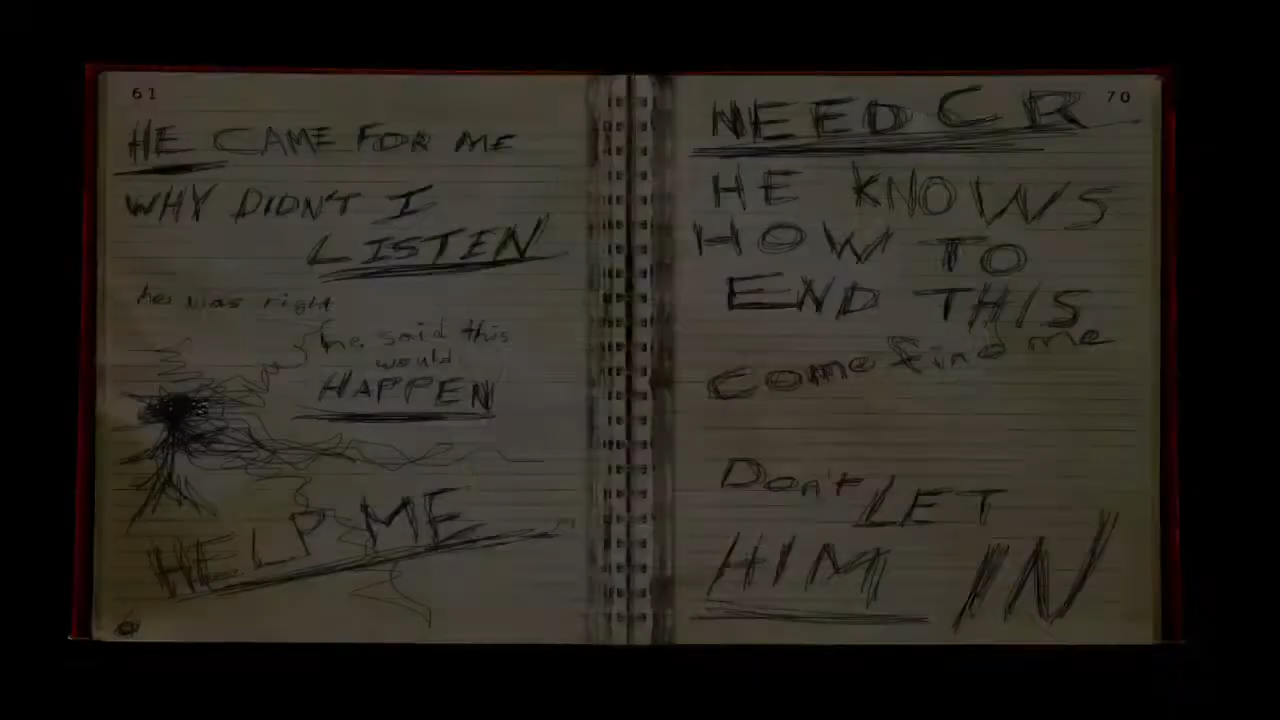 61
HE CAME FOR ME
WHY DIDN'T I
LISTEN
he was right
he said this
would
HAPPEN
HELP ME
70
NEED CR
HE KNOWS
HOW TO
END THIS
come find me
Don't LET
HIM IN